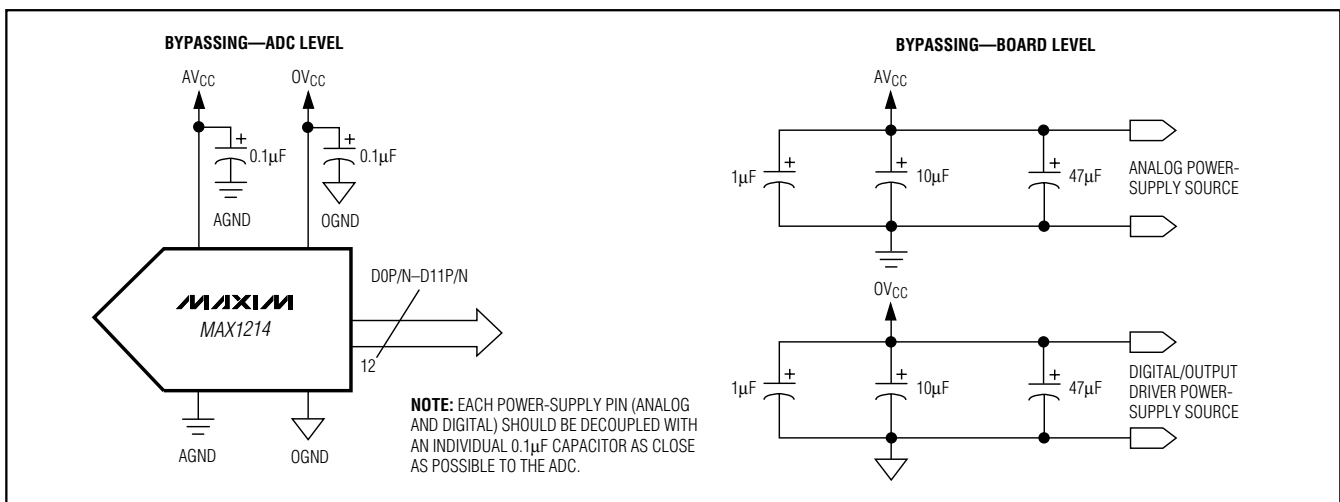 BYPASSING—ADC LEVEL
AVCC
OVCC
+
0.1µF
+
0.1µF
AGND
OGND
MAXIM
MAX1214
D0P/N–D11P/N
12
AGND
OGND
NOTE: EACH POWER-SUPPLY PIN (ANALOG
AND DIGITAL) SHOULD BE DECOUPLED WITH
AN INDIVIDUAL 0.1µF CAPACITOR AS CLOSE
AS POSSIBLE TO THE ADC.
BYPASSING—BOARD LEVEL
AVCC
1µF
+
+
10µF
+
47µF
ANALOG POWER-
SUPPLY SOURCE
OVCC
1µF
+
+
10µF
+
47µF
DIGITAL/OUTPUT
DRIVER POWER-
SUPPLY SOURCE